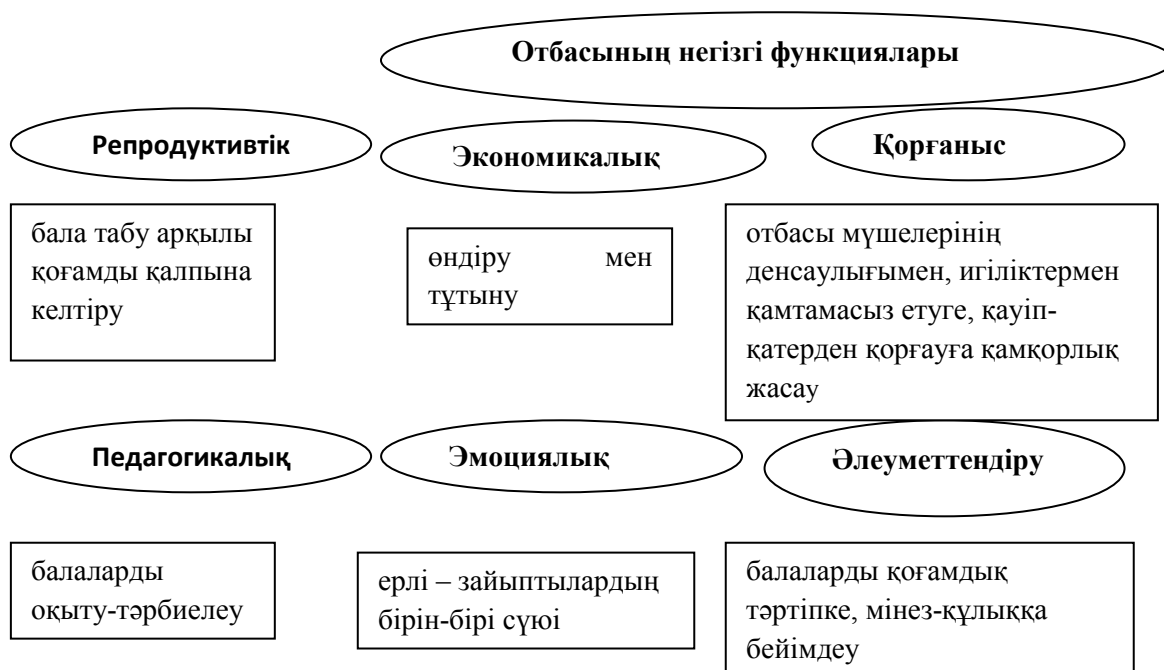 Отбасының негізгі функциялары
Репродуктивтік
Экономикалық
Қорғаныс
бала табу арқылы
қоғамды қалпына
келтіру
өндіру мен
тұтыну
отбасы мүшелерінің
денсаулығымен, игіліктермен
қамтамасыз етуге, қауіп-
қатерден қорғауға қамқорлық
жасау
Педагогикалық
Эмоциялық
Әлеуметтендіру
балаларды
оқыту-тәрбиелеу
ерлі – зайыптылардың
бірін-бірі сүюі
балаларды қоғамдық
тәртіпке, мінез-құлыққа
бейімдеу